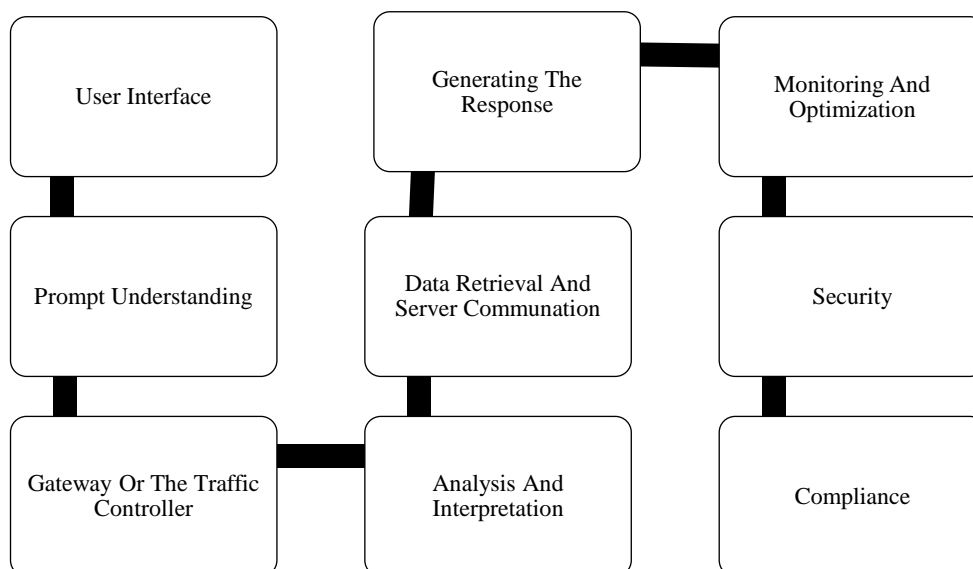 User Interface
Prompt Understanding
Gateway Or The Traffic
Controller
Analysis And
Interpretation
Data Retrieval And
Server Communation
Generating The
Response
Monitoring And
Optimization
Security
Compliance